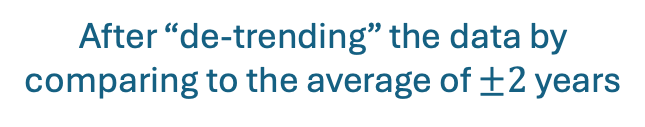 After “de-trending” the data by
comparing to the average of ±2 years